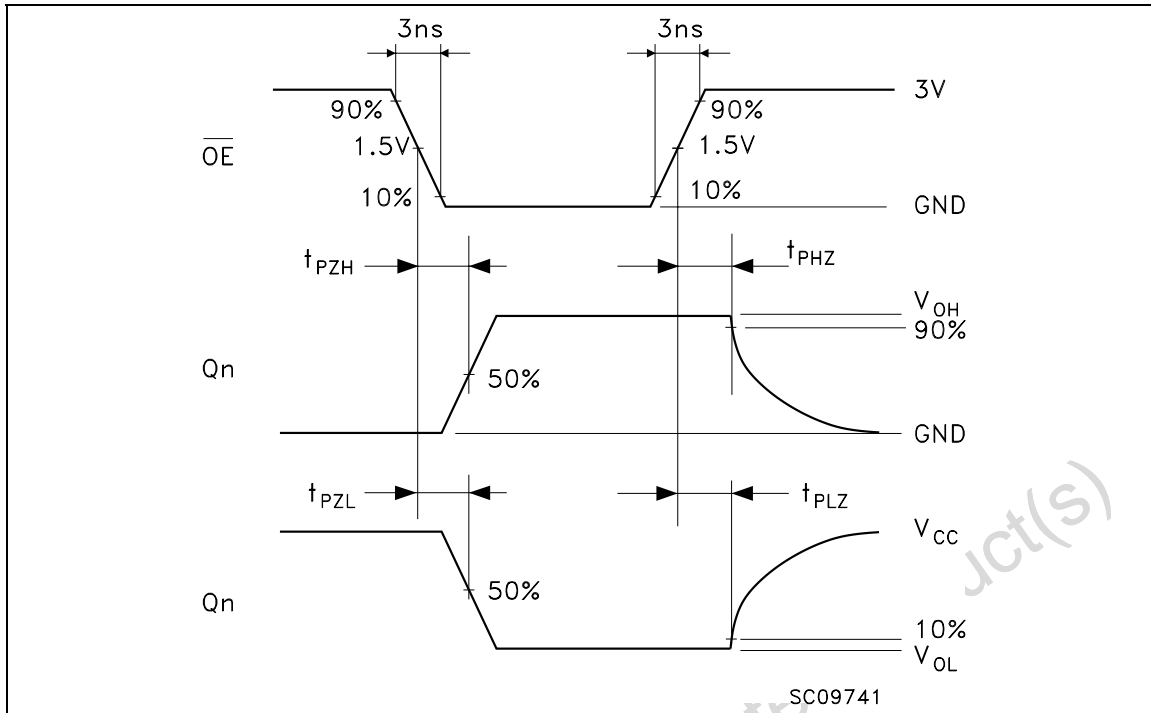 3ns 3ns
90% 90% 3V
OE 1.5V 1.5V
10% 10% GND
tPZH tPHZ
VOH
90%
Qn 50%
GND
tPZL tPLZ
VCC
Qn 50%
10%
VOL
SC09741
uct(s)